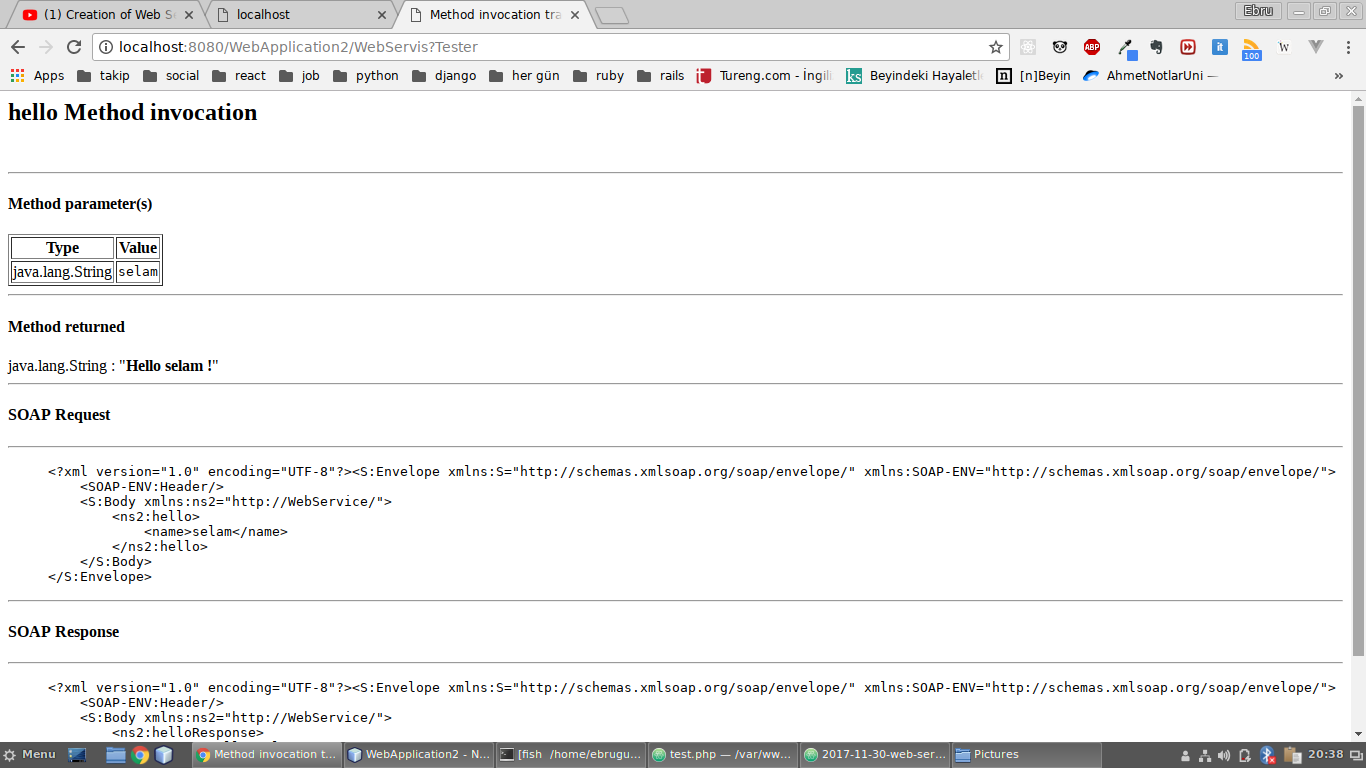 (1) Creation of Web Se
localhost
Method invocation tra
Ebru
localhost:8080/WebApplication2/WebServis?Tester
ABP
it
100
W
Apps takip social react job python django her gün ruby rails Tureng.com - İngili ks Beyindeki Hayaletle [n] [n]Beyin AhmetNotlarUni — »
hello Method invocation
Method parameter(s)
Type Value
java.lang.String selam
Method returned
java.lang.String : "Hello selam !"
SOAP Request
<?xml version="1.0" encoding="UTF-8"?><S:Envelope xmlns:S="http://schemas.xmlsoap.org/soap/envelope/" xmlns:SOAP-ENV="http://schemas.xmlsoap.org/soap/envelope/">
<SOAP-ENV:Header/>
<S:Body xmlns:ns2="http://WebService/">
<ns2:hello>
<name>selam</name>
</ns2:hello>
</S:Body>
</S:Envelope>
SOAP Response
<?xml version="1.0" encoding="UTF-8"?><S:Envelope xmlns:S="http://schemas.xmlsoap.org/soap/envelope/" xmlns:SOAP-ENV="http://schemas.xmlsoap.org/soap/envelope/">
<SOAP-ENV:Header/>
<S:Body xmlns:ns2="http://WebService/">
<ns2:helloResponse>
Menu Method invocation t... WebApplication2 - N... [fish /home/ebrugu... test.php — /var/ww... 2017-11-30-web-ser... Pictures 20:38